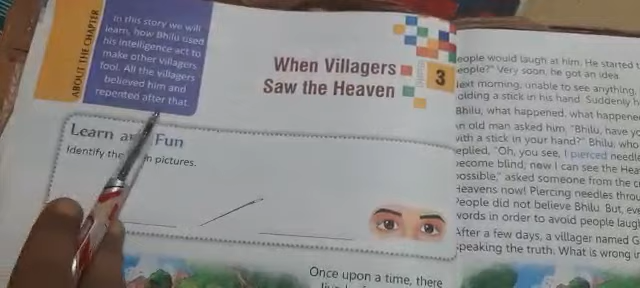 ABOUT THE CHAPTER
In this story we will
learn, how Bhilu used
his intelligence act to
make other villagers
fool. All the villagers
believed him and
repented after that.
When Villagers
Saw the Heaven
3
Learn Fun
Identify the in pictures.
Once upon a time, there
eople would laugh at him. He started t
eople?" Very soon, he got an idea.
ext morning, unable to see anything,
olding a stick in his hand. Suddenly h
Bhilu, what happened, what happene
n old man asked him, "Bhilu, have y
with a stick in your hand?" Bhilu, who
eplied, "Oh, you see, I pierced needl
ecome blind, now I can see the Hea
ossible," asked someone from the c
Heavens now! Piercing needles throu
People did not believe Bhilu. But, eve
words in order to avoid people laug
After a few days, a villager named G
speaking the truth. What is wrong in